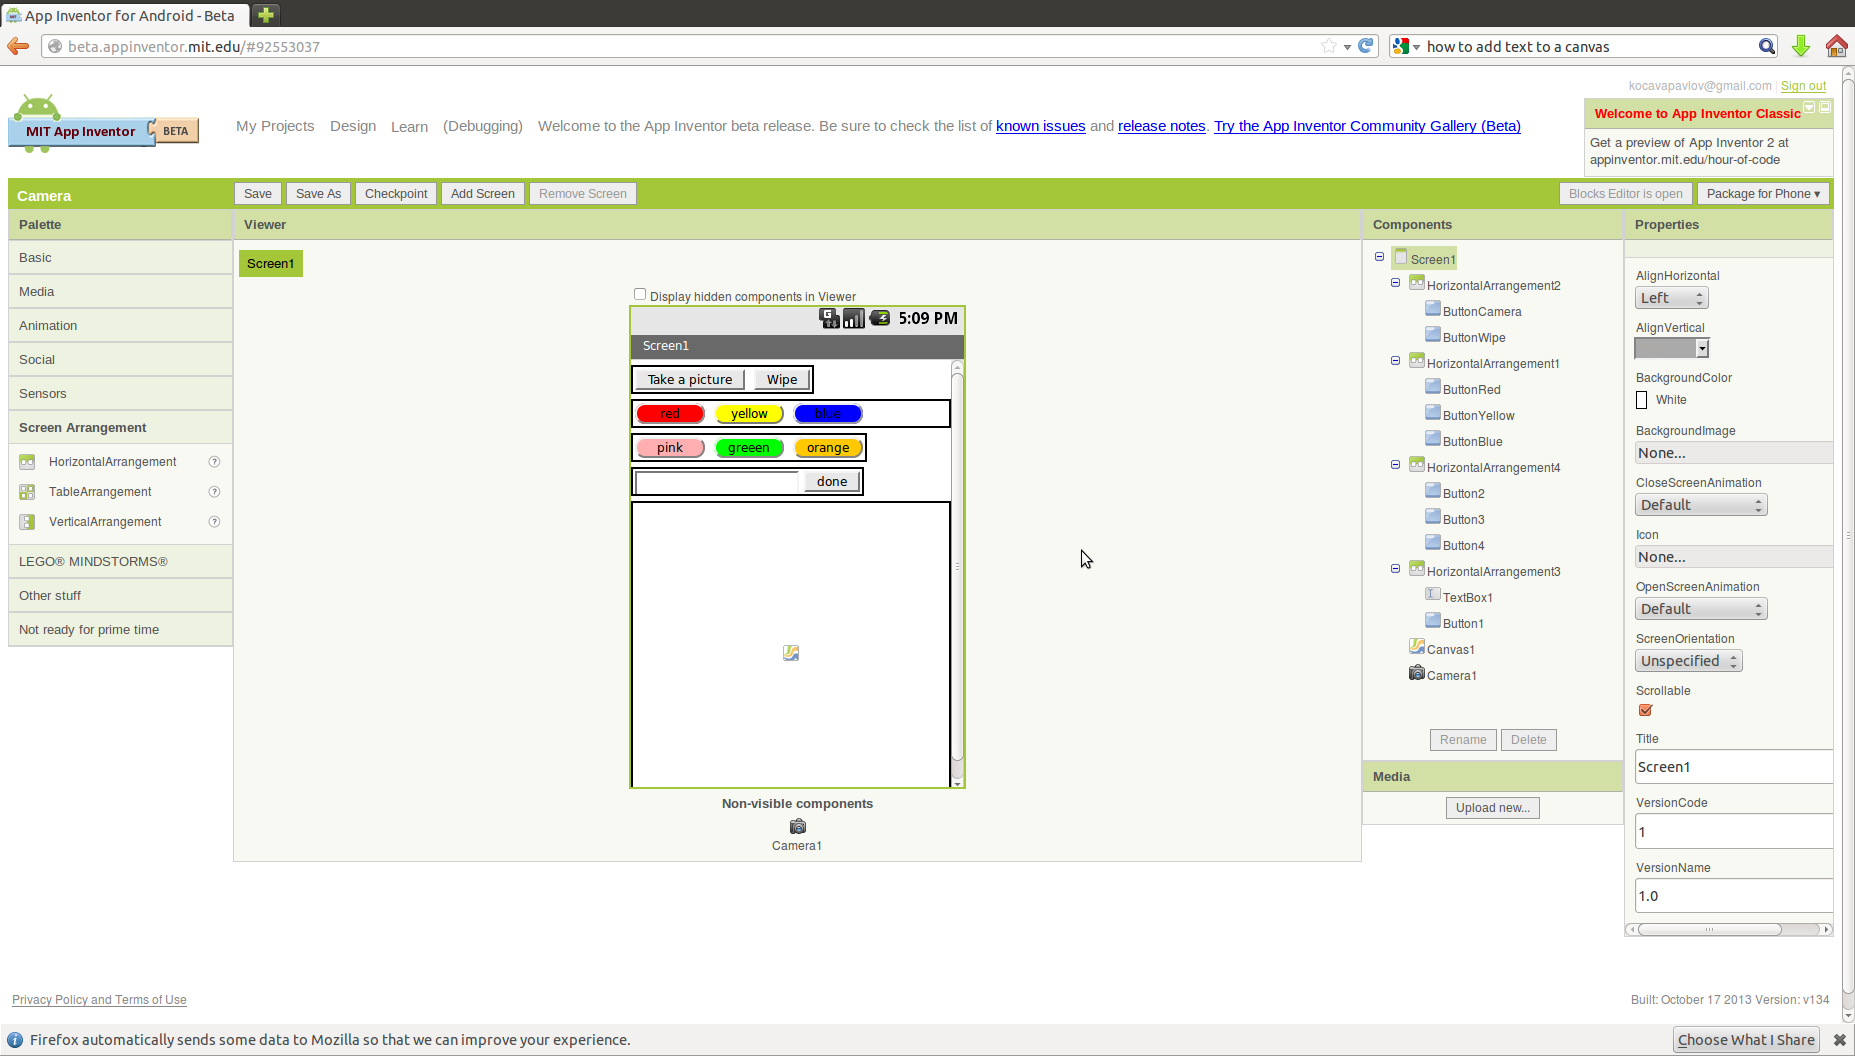 App Inventor for Android - Beta
beta.appinventor.mit.edu/#92553037
how to add text to a canvas
kocavapavlov@gmail.com | Sign out
MIT App Inventor BETA
My Projects Design Learn (Debugging) Welcome to the App Inventor beta release. Be sure to check the list of known issues and release notes. Try the App Inventor Community Gallery (Beta)
Welcome to App Inventor Classic
Get a preview of App Inventor 2 at
appinventor.mit.edu/hour-of-code
Camera
Save
Save As
Checkpoint
Add Screen
Remove Screen
Blocks Editor is open
Package for Phone ▾
Palette
Basic
Media
Animation
Social
Sensors
Screen Arrangement
HorizontalArrangement ?
TableArrangement ?
VerticalArrangement ?
LEGO® MINDSTORMS®
Other stuff
Not ready for prime time
Viewer
Screen1
Display hidden components in Viewer
G
5:09 PM
Screen1
Take a picture Wipe
red yellow blue
pink greeen orange
done
Non-visible components
Camera1
Components
Screen1
HorizontalArrangement2
ButtonCamera
ButtonWipe
HorizontalArrangement1
ButtonRed
ButtonYellow
ButtonBlue
HorizontalArrangement4
Button2
Button3
Button4
HorizontalArrangement3
TextBox1
Button1
Canvas1
Camera1
Rename Delete
Media
Upload new...
Properties
AlignHorizontal
Left
AlignVertical
BackgroundColor
White
BackgroundImage
None...
CloseScreenAnimation
Default
Icon
None...
OpenScreenAnimation
Default
ScreenOrientation
Unspecified
Scrollable
Title
Screen1
VersionCode
1
VersionName
1.0
Privacy Policy and Terms of Use
Built: October 17 2013 Version: v134
Firefox automatically sends some data to Mozilla so that we can improve your experience.
Choose What I Share